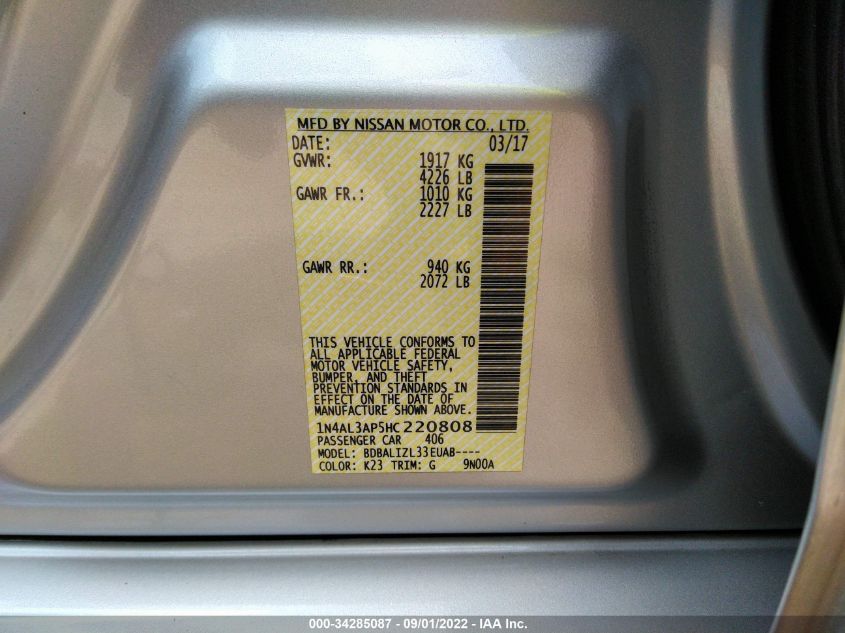 MFD BY NISSAN MOTOR CO., LTD.
DATE: 03/17
GVWR: 1917 KG
4226 LB
GAWR FR.: 1010 KG
2227 LB
GAWR RR.: 940 KG
2072 LB
THIS VEHICLE CONFORMS TO
ALL APPLICABLE FEDERAL
MOTOR VEHICLE SAFETY,
BUMPER, AND THEFT
PREVENTION STANDARDS IN
EFFECT ON THE DATE OF
MANUFACTURE SHOWN ABOVE.
1N4AL3AP5HC220808
PASSENGER CAR 406
MODEL: BDBALIZL33EUAB----
COLOR: K23 TRIM: G 9N00A
000-34285087 - 09/01/2022 - IAA Inc.